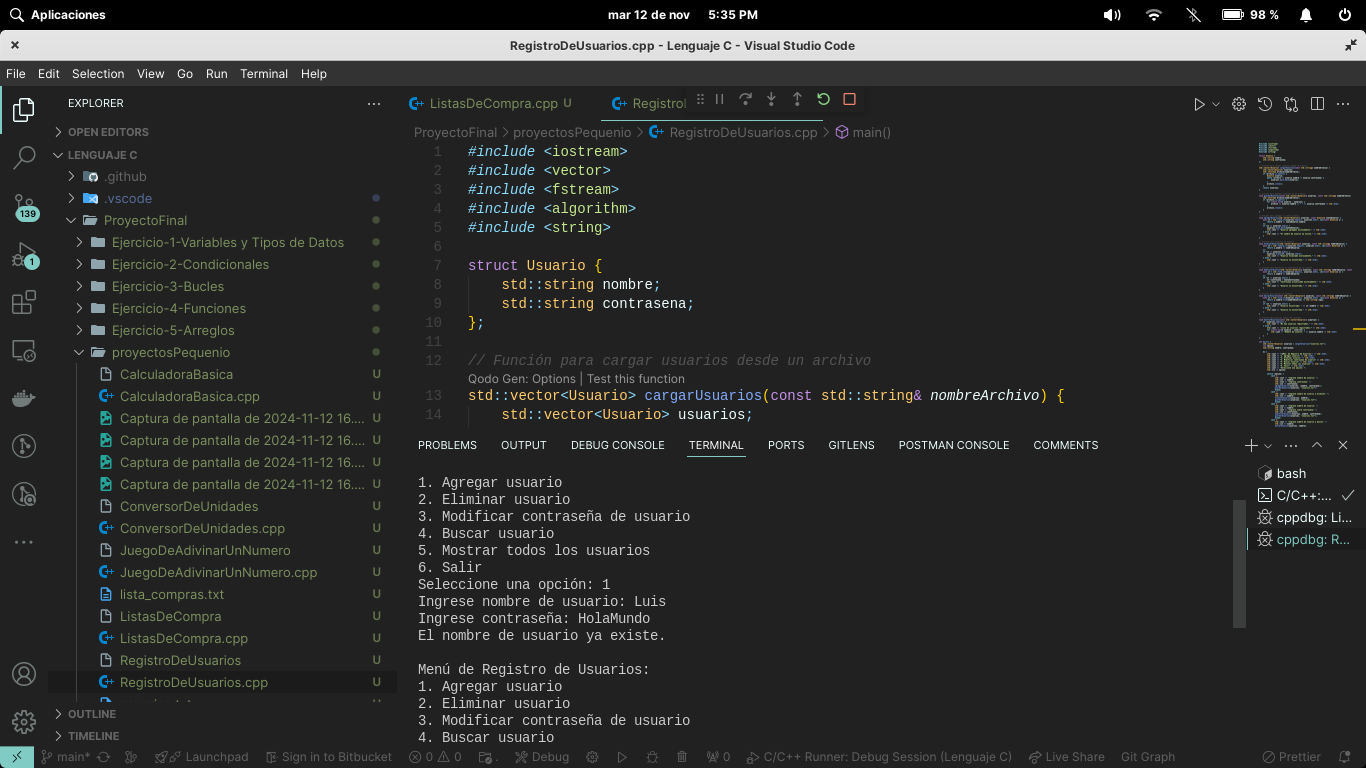 Aplicaciones
mar 12 de nov 5:35 PM
98 %
RegistroDeUsuarios.cpp - Lenguaje C - Visual Studio Code
File Edit Selection View Go Run Terminal Help
EXPLORER
OPEN EDITORS
LENGUAJE C
.github
.vscode
ProyectoFinal
Ejercicio-1-Variables y Tipos de Datos
Ejercicio-2-Condicionales
Ejercicio-3-Bucles
Ejercicio-4-Funciones
Ejercicio-5-Arreglos
proyectosPequenio
CalculadoraBasica U
CalculadoraBasica.cpp U
Captura de pantalla de 2024-11-12 16.... U
Captura de pantalla de 2024-11-12 16.... U
Captura de pantalla de 2024-11-12 16.... U
Captura de pantalla de 2024-11-12 16.... U
ConversorDeUnidades U
ConversorDeUnidades.cpp U
JuegoDeAdivinarUnNumero U
JuegoDeAdivinarUnNumero.cpp U
lista_compras.txt U
ListasDeCompra U
ListasDeCompra.cpp U
RegistroDeUsuarios U
RegistroDeUsuarios.cpp U
OUTLINE
TIMELINE
139
1
ListasDeCompra.cpp U
ProyectoFinal > proyectosPequenio > RegistroDeUsuarios.cpp > main()
1 #include <iostream>
2 #include <vector>
3 #include <fstream>
4 #include <algorithm>
5 #include <string>
6
7 struct Usuario {
8 std::string nombre;
9 std::string contrasena;
10 };
11
12 // Función para cargar usuarios desde un archivo
Qodo Gen: Options | Test this function
13 std::vector<Usuario> cargarUsuarios(const std::string& nombreArchivo) {
14 std::vector<Usuario> usuarios;
PROBLEMS OUTPUT DEBUG CONSOLE TERMINAL PORTS GITLENS POSTMAN CONSOLE COMMENTS
1. Agregar usuario
2. Eliminar usuario
3. Modificar contraseña de usuario
4. Buscar usuario
5. Mostrar todos los usuarios
6. Salir
Seleccione una opción: 1
Ingrese nombre de usuario: Luis
Ingrese contraseña: HolaMundo
El nombre de usuario ya existe.
Menú de Registro de Usuarios:
1. Agregar usuario
2. Eliminar usuario
3. Modificar contraseña de usuario
4. Buscar usuario
bash
C/C++:...
cppdbg: Li...
cppdbg: R...
main* Launchpad Sign in to Bitbucket 0 0 . Debug 0 C/C++ Runner: Debug Session (Lenguaje C) Live Share Git Graph Prettier